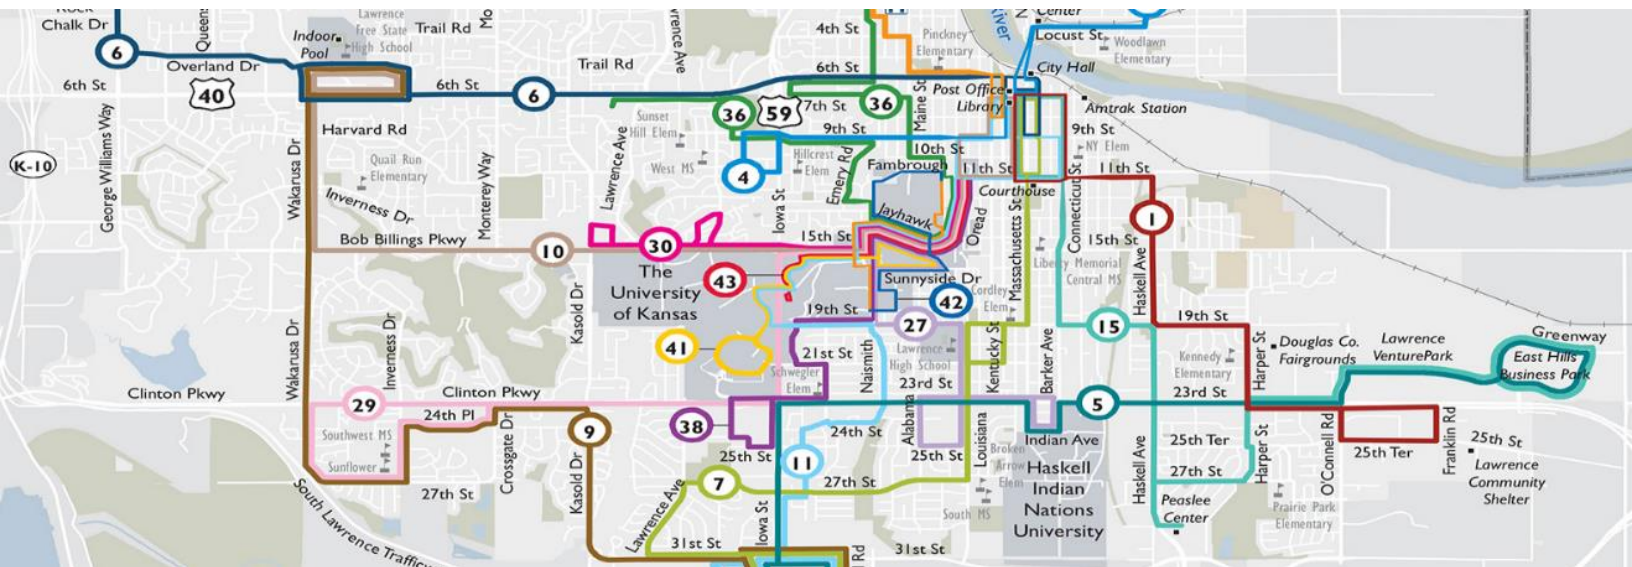 Rock
Chalk Dr
6
Queens
Indoor
Pool
Lawrence
Free State
High School
Trail Rd
Mo
Overland Dr
6th St
40
6th St
6
Trail Rd
wrence Ave
4th St
6th St
7th St
36
59
36
Maine St
Pinckney
Elementary
River
N
Center
Locust St
Woodlawn
Elementary
City Hall
Post Office
Library
Amtrak Station
K-10
George Williams Way
Wakarusa Dr
Harvard Rd
Quail Run
Elementary
Inverness Dr
Monterey Way
Bob Billings Pkwy
10
Sunset
Hill Elem
West MS
Lawrence Ave
9th St
4
Hillcrest
Elem
Iowa St
Emery Rd
10th St
Fambrough
Jayhawk
11th St
Courthouse
9th St
NY Elem
11th St
Oread
Massachusetts St
Connecticut St
1
30
15th St
15th St
Liberty Memorial
Central MS
Haskell Ave
The
University
of Kansas
43
Sunnyside Dr
42
Cordley
Elem
19th St
27
15
19th St
Wakarusa Dr
Inverness Dr
Kasold Dr
41
21st St
Schwegler
Elem
Naismith
Lawrence
High School
23rd St
Kentucky St
Barker Ave
Kennedy
Elementary
23rd St
Harper St
Douglas Co.
Fairgrounds
Lawrence
VenturePark
Greenway
East Hills
Business Park
Clinton Pkwy
29
Clinton Pkwy
24th Pl
Southwest MS
Sunflower
Crossgate Dr
9
Kasold Dr
27th St
38
25th St
24th St
11
Alabama
25th St
Louisiana
5
Indian Ave
Haskell
Indian
Nations
University
Broken
Arrow
Elem
South MS
Haskell Ave
25th Ter
27th St
Harper St
Peaslee
Center
O'Connell Rd
25th Ter
Franklin Rd
25th St
Lawrence
Community
Shelter
Prairie Park
Elementary
South Lawrence Trafficw
Lawrence Ave
7
27th St
Iowa St
31st St
Rd
31st St